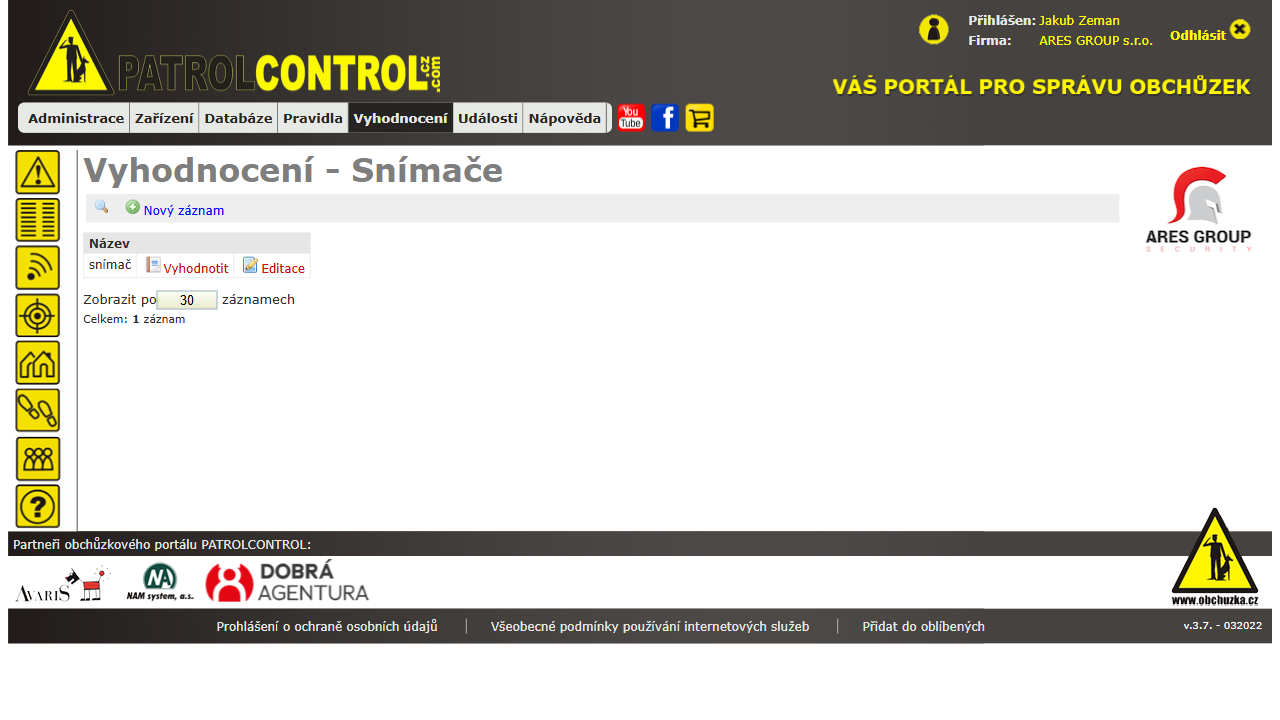 PATROLCONTROL.cz .com
Přihlášen: Jakub Zeman
Firma: ARES GROUP s.r.o.
Odhlásit
VÁŠ PORTÁL PRO SPRÁVU OBCHŮZEK
Administrace Zařízení Databáze Pravidla Vyhodnocení Události Nápověda You Tube
Vyhodnocení - Snímače
Nový záznam
Název
snímač Vyhodnotit Editace
Zobrazit po 30 záznamech
Celkem: 1 záznam
ARES GROUP
SECURITY
Partneři obchůzkového portálu PATROLCONTROL:
AVARIS
NAM system, a.s.
DOBRÁ
AGENTURA
www.obchuzka.cz
Prohlášení o ochraně osobních údajů | Všeobecné podmínky používání internetových služeb | Přidat do oblíbených
v.3.7. - 032022